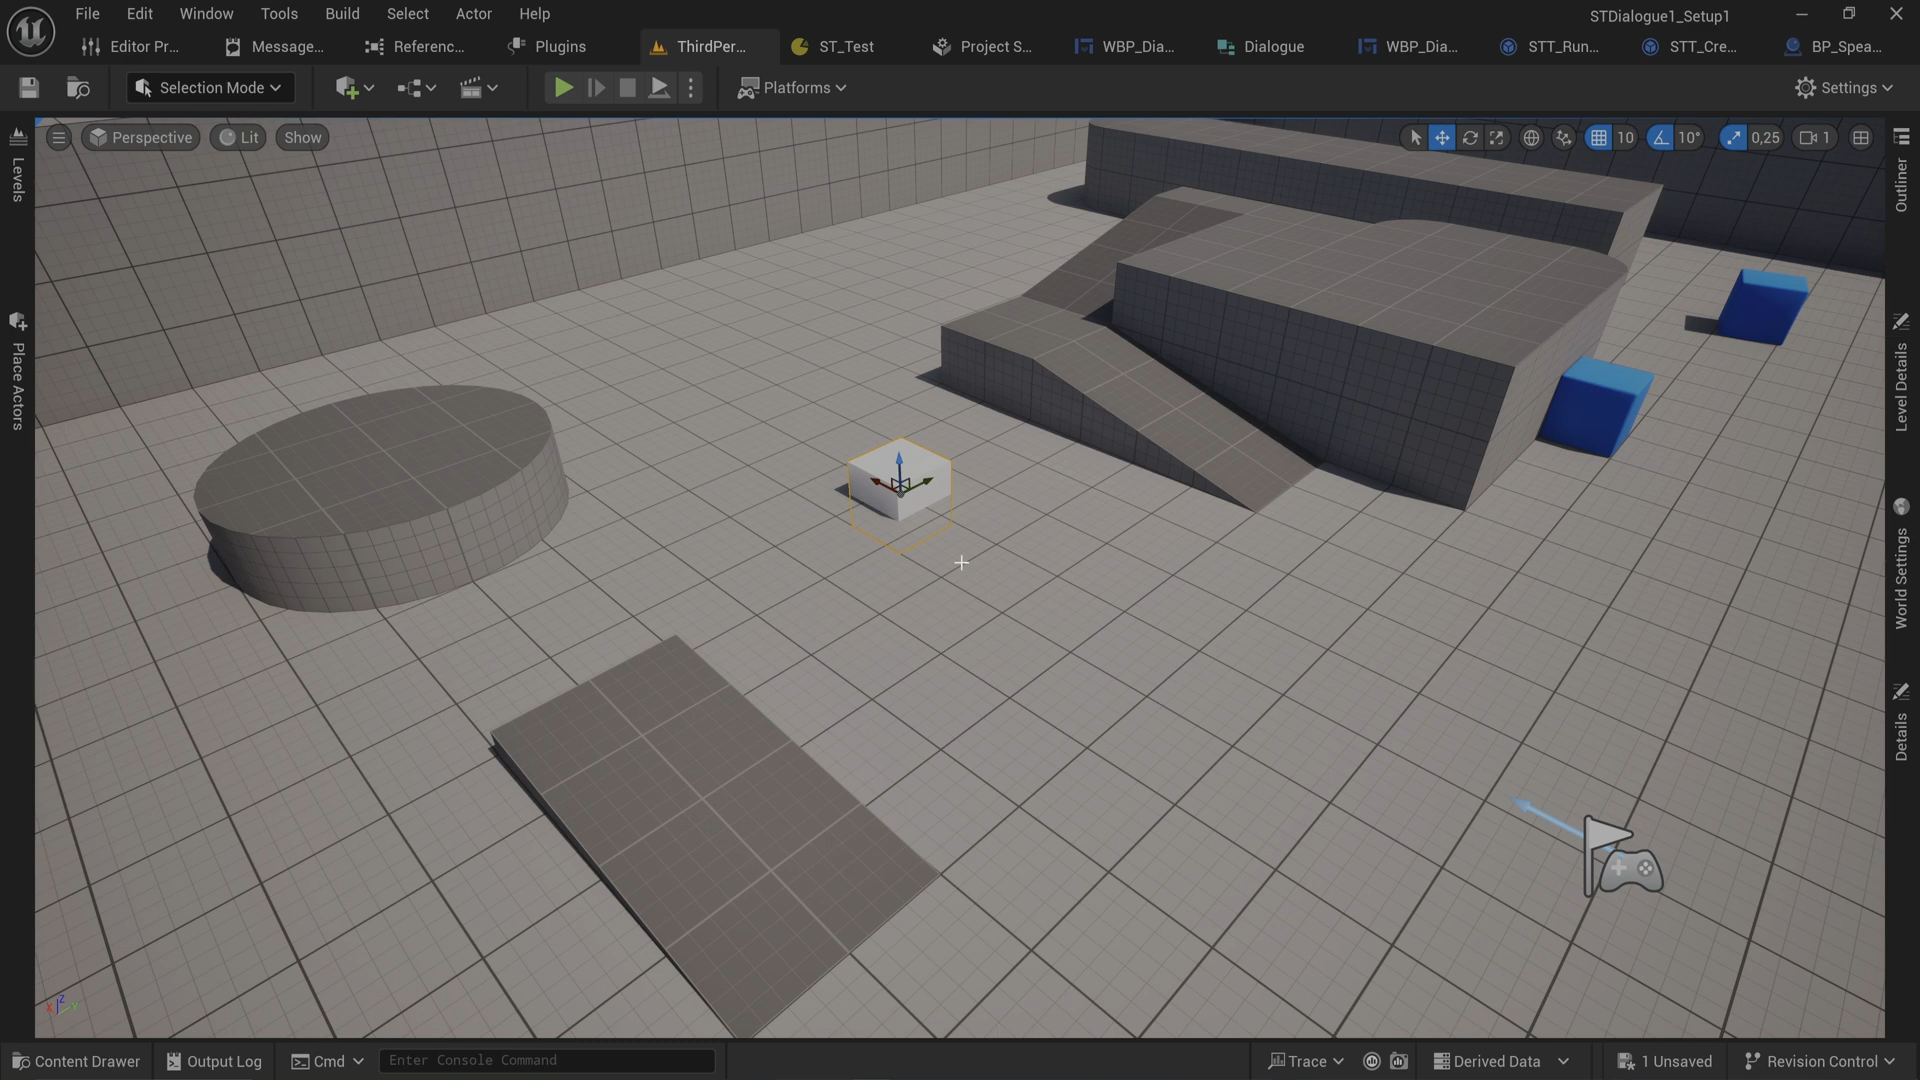 File Edit Window Tools Build Select Actor Help STDialogue1_Setup1
Editor Pr... Message... Referenc... Plugins ThirdPer... ST_Test Project S... WBP_Dia... Dialogue WBP_Dia... STT_Run... STT_Cre... BP_Spea...
Selection Mode Platforms Settings
Perspective Lit Show 10 10° 0,25 1
Levels
Place Actors
Outliner
Level Details
World Settings
Details
X Z Y
Content Drawer Output Log Cmd Enter Console Command Trace Derived Data 1 Unsaved Revision Control